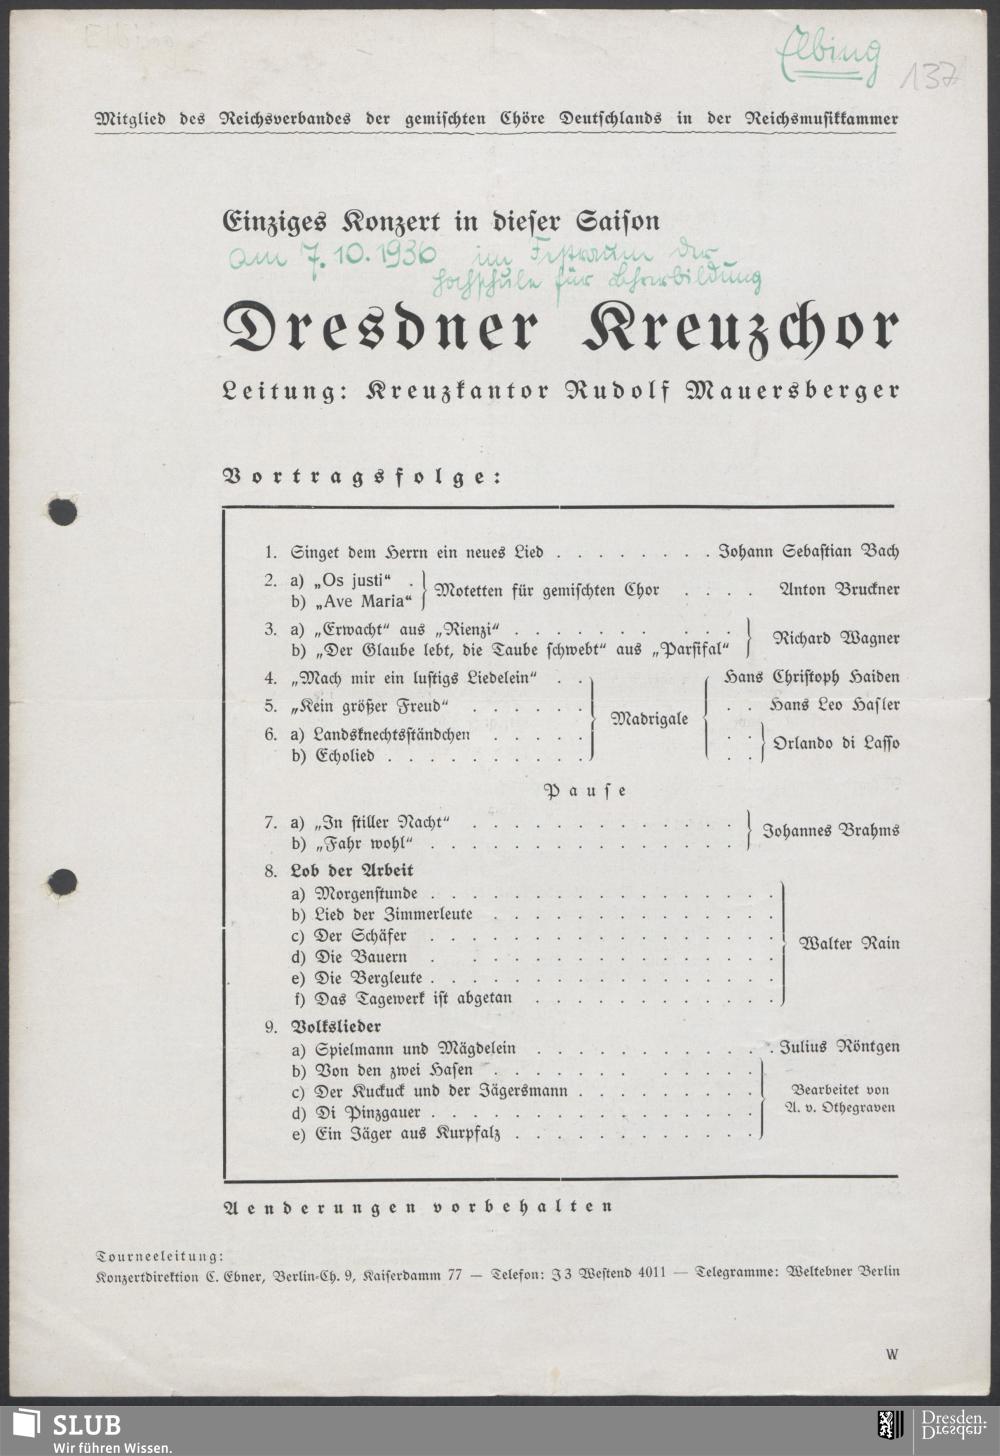 Elbing
137
Mitglied des Reichsverbandes der gemischten Chöre Deutschlands in der Reichsmusikkammer
Einziges Konzert in dieser Saison
am 7.10.1936 im Festraum der
Hochschule für Lehrerbildung
Dresdner Kreuzchor
Leitung: Kreuzkantor Rudolf Mauersberger
Vortragsfolge:
1. Singet dem Herrn ein neues Lied . . . . . . . . Johann Sebastian Bach
2. a) „Os justi“ .
b) „Ave Maria“
Motetten für gemischten Chor . . . . Anton Bruckner
3. a) „Erwacht“ aus „Rienzi“ . . . . . . . . . . .
b) „Der Glaube lebt, die Taube schwebt“ aus „Parsifal“
Richard Wagner
4. „Mach mir ein lustigs Liedelein“ . . Hans Christoph Haiden
5. „Kein größer Freud“ . . . . . . . . Hans Leo Hasler
Madrigale
6. a) Landsknechtsständchen . . . . . . .
b) Echolied . . . . . . . . . . . .
Orlando di Lasso
Pause
7. a) „In stiller Nacht“ . . . . . . . . . . . . .
b) „Fahr wohl“ . . . . . . . . . . . . . . .
Johannes Brahms
8. Lob der Arbeit
a) Morgenstunde . . . . . . . . . . . . . . . . .
b) Lied der Zimmerleute . . . . . . . . . . . . . .
c) Der Schäfer . . . . . . . . . . . . . . . . .
d) Die Bauern . . . . . . . . . . . . . . . . .
e) Die Bergleute . . . . . . . . . . . . . . . . .
f) Das Tagewerk ist abgetan . . . . . . . . . . . .
Walter Rain
9. Volkslieder
a) Spielmann und Mägdelein . . . . . . . . . . . . Julius Röntgen
b) Von den zwei Hasen . . . . . . . . . . . . .
c) Der Kuckuck und der Jägersmann . . . . . . . . .
d) Di Pinzgauer . . . . . . . . . . . . . . . .
e) Ein Jäger aus Kurpfalz . . . . . . . . . . . .
Bearbeitet von
A. v. Othegraven
Aenderungen vorbehalten
Tourneeleitung:
Konzertdirektion C. Ebner, Berlin-Ch. 9, Kaiserdamm 77 — Telefon: J 3 Westend 4011 — Telegramme: Weltebner Berlin
W
SLUB
Wir führen Wissen.
Dresden.
Dresden.